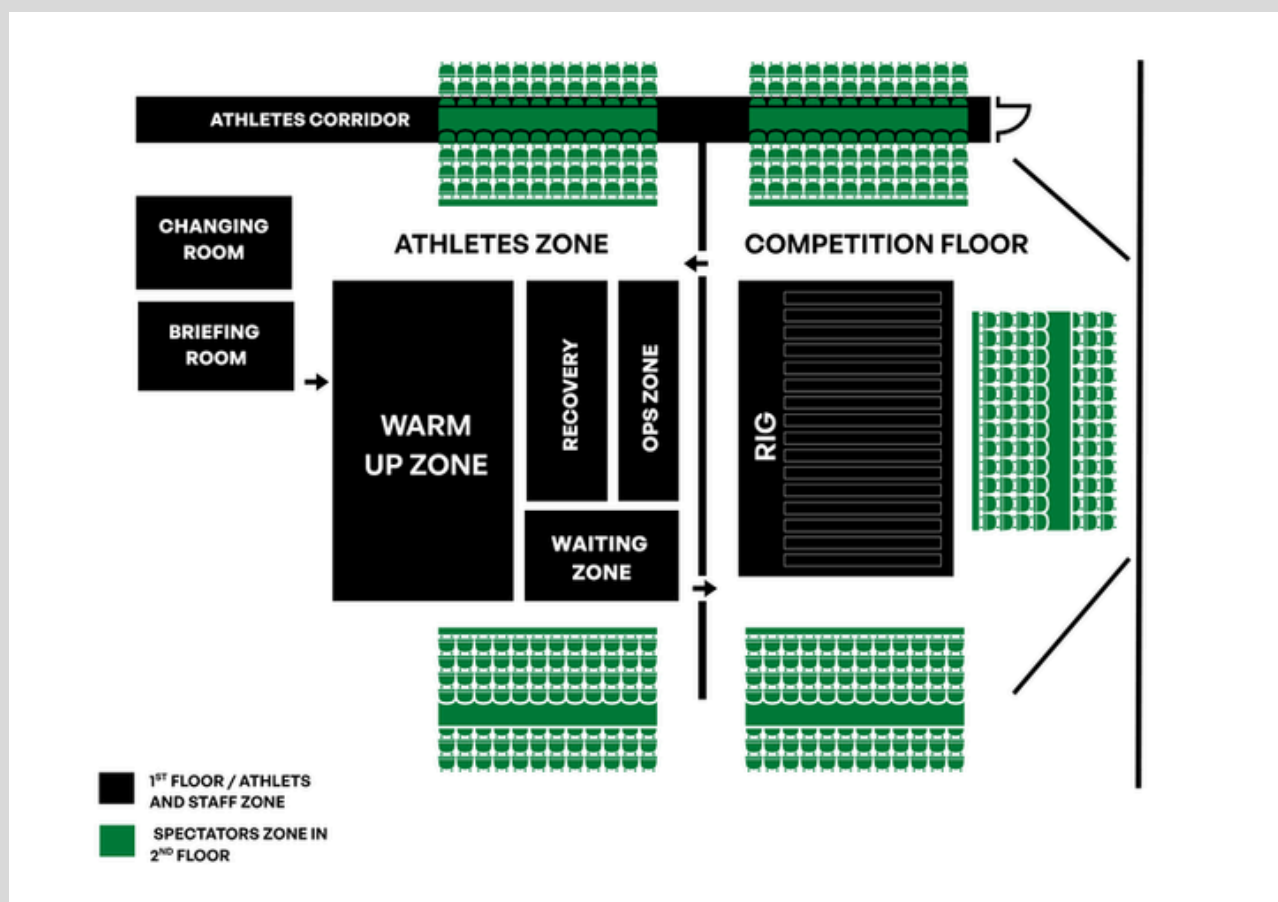 ATHLETES CORRIDOR
CHANGING
ROOM
ATHLETES ZONE
COMPETITION FLOOR
BRIEFING
ROOM
WARM
UP ZONE
RECOVERY
OPS ZONE
RIG
WAITING
ZONE
1ST FLOOR / ATHLETS
AND STAFF ZONE
SPECTATORS ZONE IN
2ND FLOOR